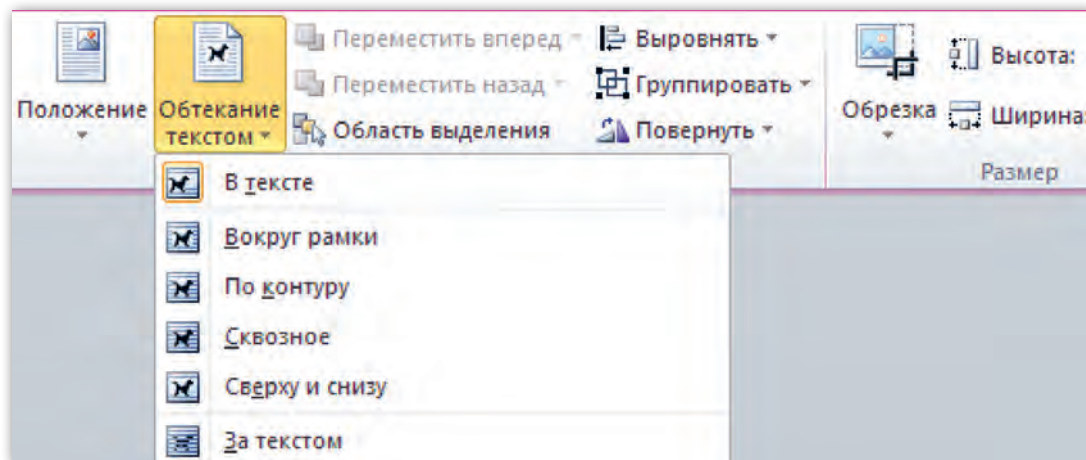 Положение
Обтекание текстом
Переместить вперед
Переместить назад
Область выделения
Выровнять
Группировать
Повернуть
Обрезка
Высота:
Ширина:
Размер
В тексте
Вокруг рамки
По контуру
Сквозное
Сверху и снизу
За текстом